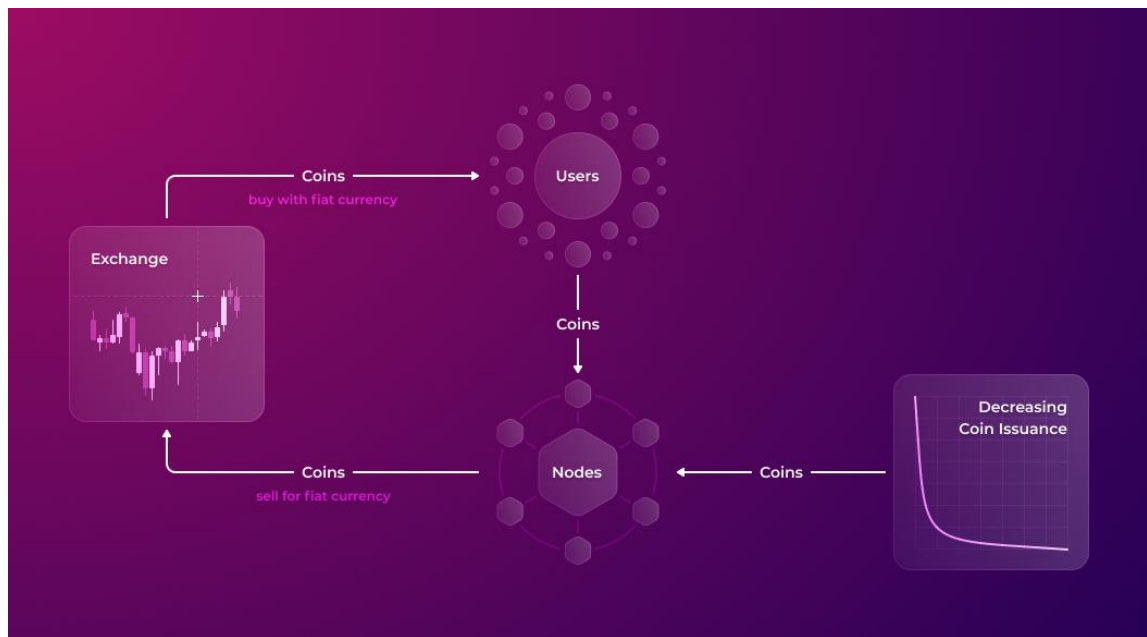 Coins
buy with fiat currency
Users
Exchange
Coins
Decreasing
Coin Issuance
Coins
sell for fiat currency
Nodes
Coins